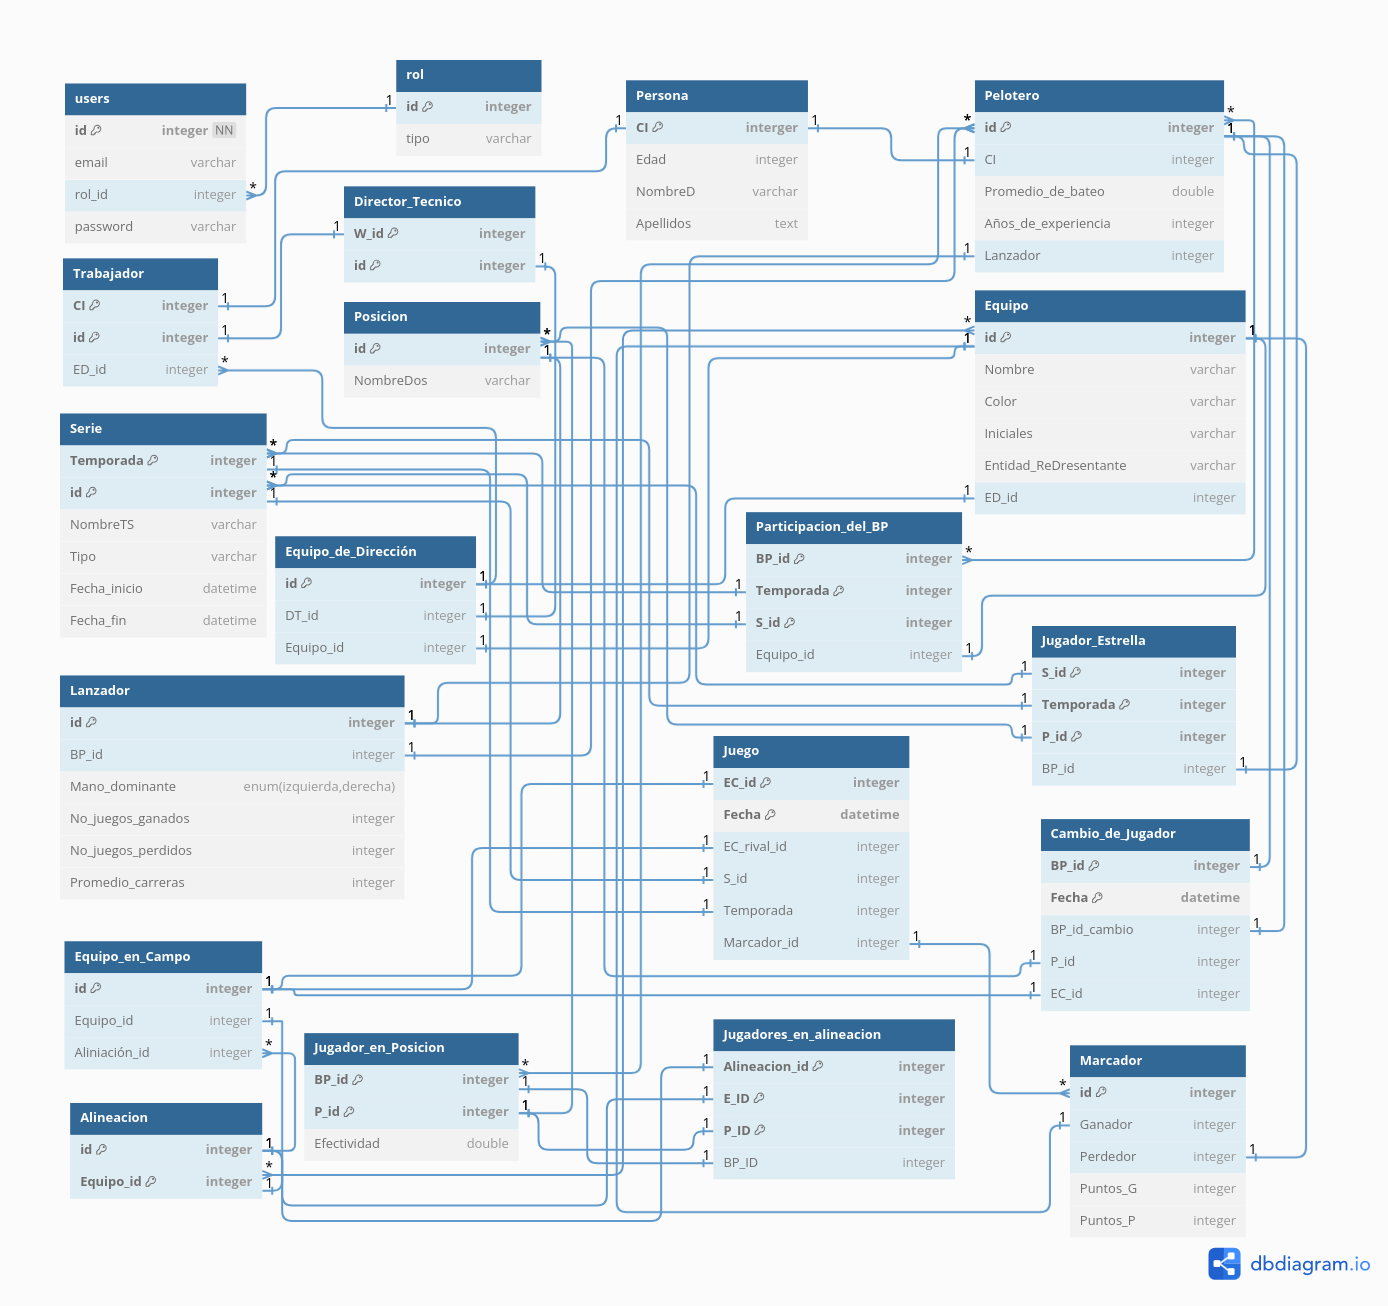 rol
id integer
tipo varchar
users
id integer NN
email varchar
rol_id integer
password varchar
Persona
CI interger
Edad integer
NombreD varchar
Apellidos text
Pelotero
id integer
CI integer
Promedio_de_bateo double
Años_de_experiencia integer
Lanzador integer
Director_Tecnico
W_id integer
id integer
Trabajador
CI integer
id integer
ED_id integer
Posicion
id integer
NombreDos varchar
Equipo
id integer
Nombre varchar
Color varchar
Iniciales varchar
Entidad_ReDresentante varchar
ED_id integer
Serie
Temporada integer
id integer
NombreTS varchar
Tipo varchar
Fecha_inicio datetime
Fecha_fin datetime
Equipo_de_Dirección
id integer
DT_id integer
Equipo_id integer
Participacion_del_BP
BP_id integer
Temporada integer
S_id integer
Equipo_id integer
Jugador_Estrella
S_id integer
Temporada integer
P_id integer
BP_id integer
Lanzador
id integer
BP_id integer
Mano_dominante enum(izquierda,derecha)
No_juegos_ganados integer
No_juegos_perdidos integer
Promedio_carreras integer
Juego
EC_id integer
Fecha datetime
EC_rival_id integer
S_id integer
Temporada integer
Marcador_id integer
Cambio_de_Jugador
BP_id integer
Fecha datetime
BP_id_cambio integer
P_id integer
EC_id integer
Equipo_en_Campo
id integer
Equipo_id integer
Aliniación_id integer
Jugador_en_Posicion
BP_id integer
P_id integer
Efectividad double
Jugadores_en_alineacion
Alineacion_id integer
E_ID integer
P_ID integer
BP_ID integer
Marcador
id integer
Ganador integer
Perdedor integer
Puntos_G integer
Puntos_P integer
Alineacion
id integer
Equipo_id integer
dbdiagram.io